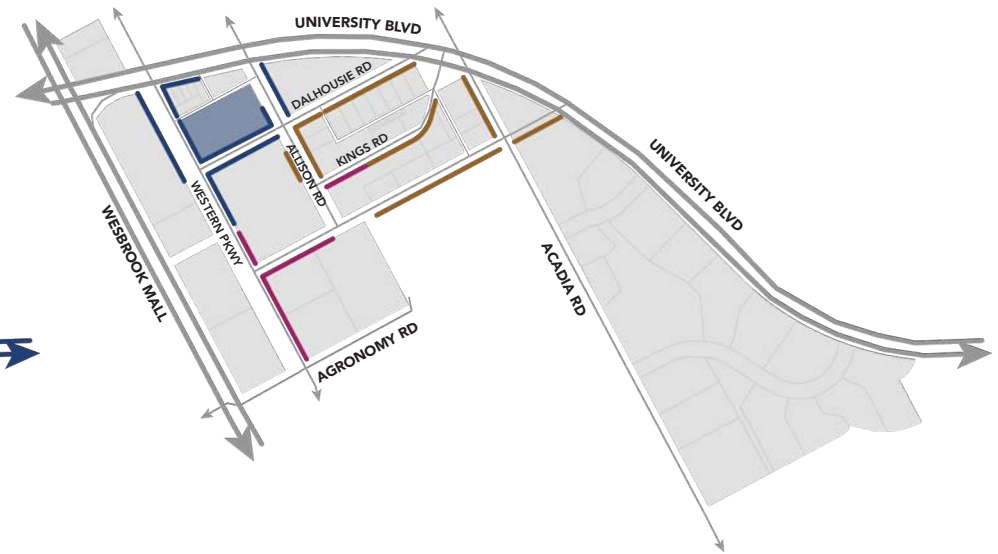 UNIVERSITY BLVD
DALHOUSIE RD
KINGS RD
ALLISON RD
WESTERN PKWY
WESBROOK MALL
UNIVERSITY BLVD
ACADIA RD
AGRONOMY RD